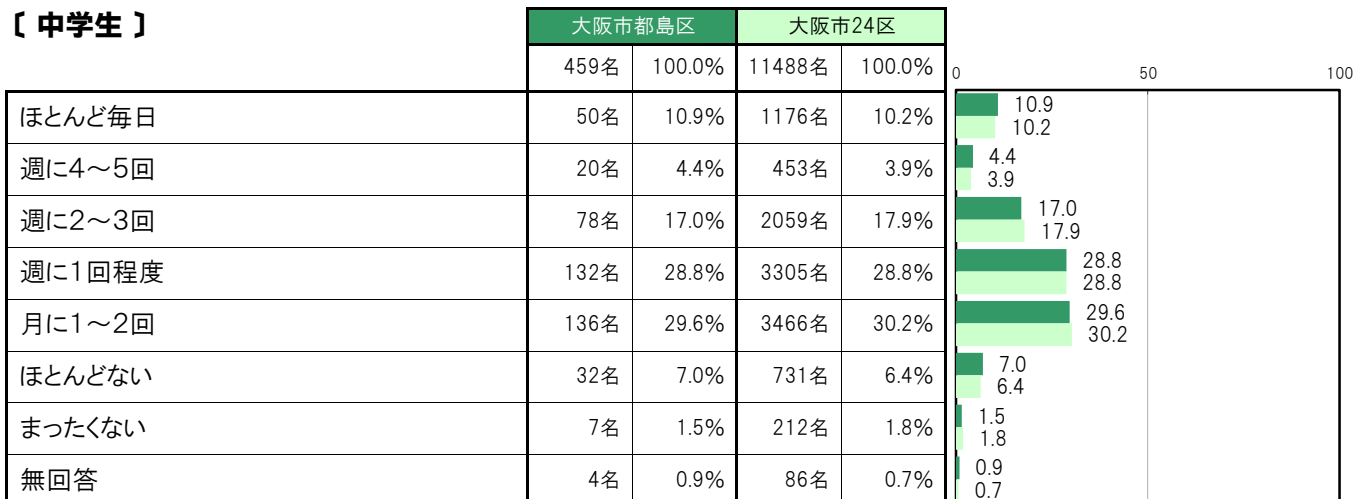 〔 中学生 〕
大阪市都島区 大阪市24区
459名 100.0% 11488名 100.0%
0 50 100
ほとんど毎日 50名 10.9% 1176名 10.2% 10.9
10.2
週に4～5回 20名 4.4% 453名 3.9% 4.4
3.9
週に2～3回 78名 17.0% 2059名 17.9% 17.0
17.9
週に1回程度 132名 28.8% 3305名 28.8% 28.8
28.8
月に1～2回 136名 29.6% 3466名 30.2% 29.6
30.2
ほとんどない 32名 7.0% 731名 6.4% 7.0
6.4
まったくない 7名 1.5% 212名 1.8% 1.5
1.8
無回答 4名 0.9% 86名 0.7% 0.9
0.7